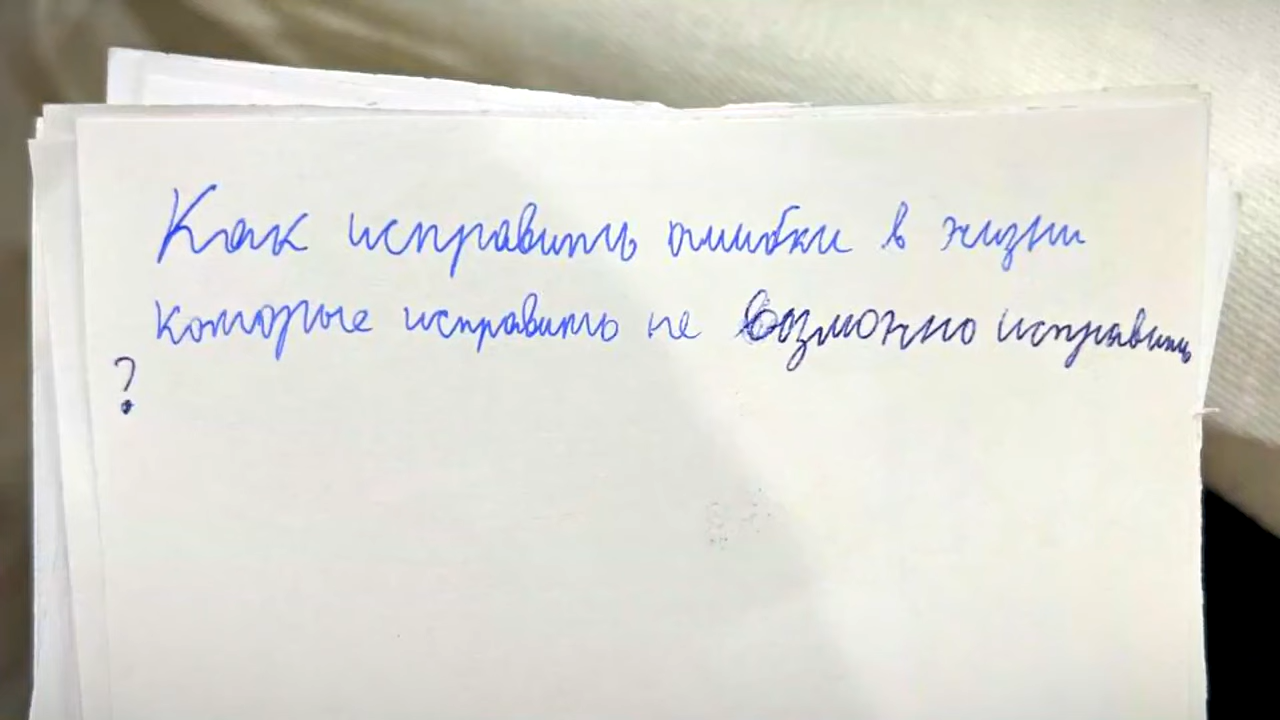 Как исправить ошибки в жизни
которые исправить не возможно исправить
?